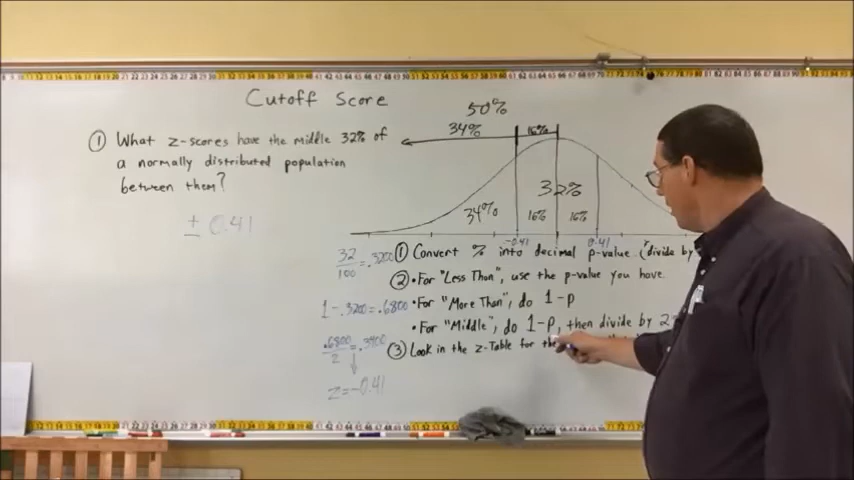 Cutoff Score
① What z-scores have the middle 32% of
a normally distributed population
between them?
± 0.41
50%
34% 16%
32%
34% 16% 16%
-0.41 0.41
32/100 = .3200
1 - .3200 = .6800
.6800/2 = .3400
z = -0.41
① Convert % into decimal p-value. (divide by
② • For "Less Than", use the p-value you have.
• For "More Than", do 1-p
• For "Middle", do 1-p, then divide by 2
③ Look in the z-Table for the